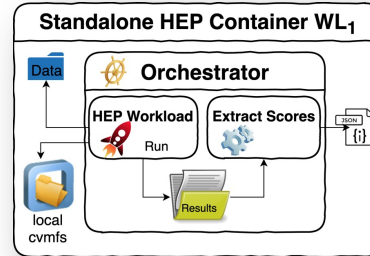 Standalone HEP Container WL1
Data
Orchestrator
HEP Workload
Run
Extract Scores
JSON
{i}
local
cvmfs
Results